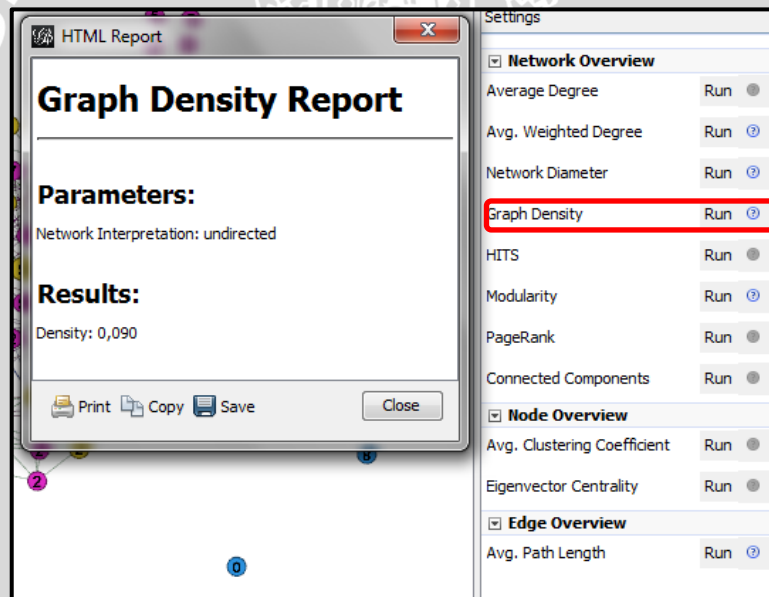 HTML Report
Graph Density Report
Parameters:
Network Interpretation: undirected
Results:
Density: 0,090
Print Copy Save Close
2
8
0
Settings
Network Overview
Average Degree Run
Avg. Weighted Degree Run
Network Diameter Run
Graph Density Run
HITS Run
Modularity Run
PageRank Run
Connected Components Run
Node Overview
Avg. Clustering Coefficient Run
Eigenvector Centrality Run
Edge Overview
Avg. Path Length Run